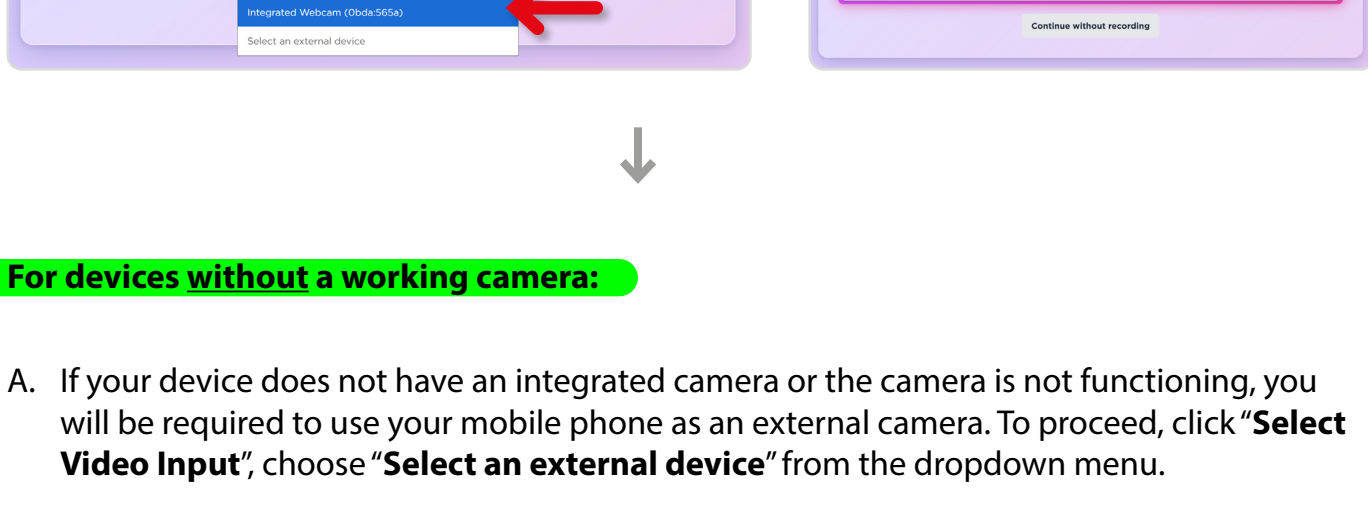 Integrated Webcam (0bda:565a)
Select an external device
Continue without recording
For devices without a working camera:
A. If your device does not have an integrated camera or the camera is not functioning, you
will be required to use your mobile phone as an external camera. To proceed, click “Select
Video Input”, choose “Select an external device” from the dropdown menu.